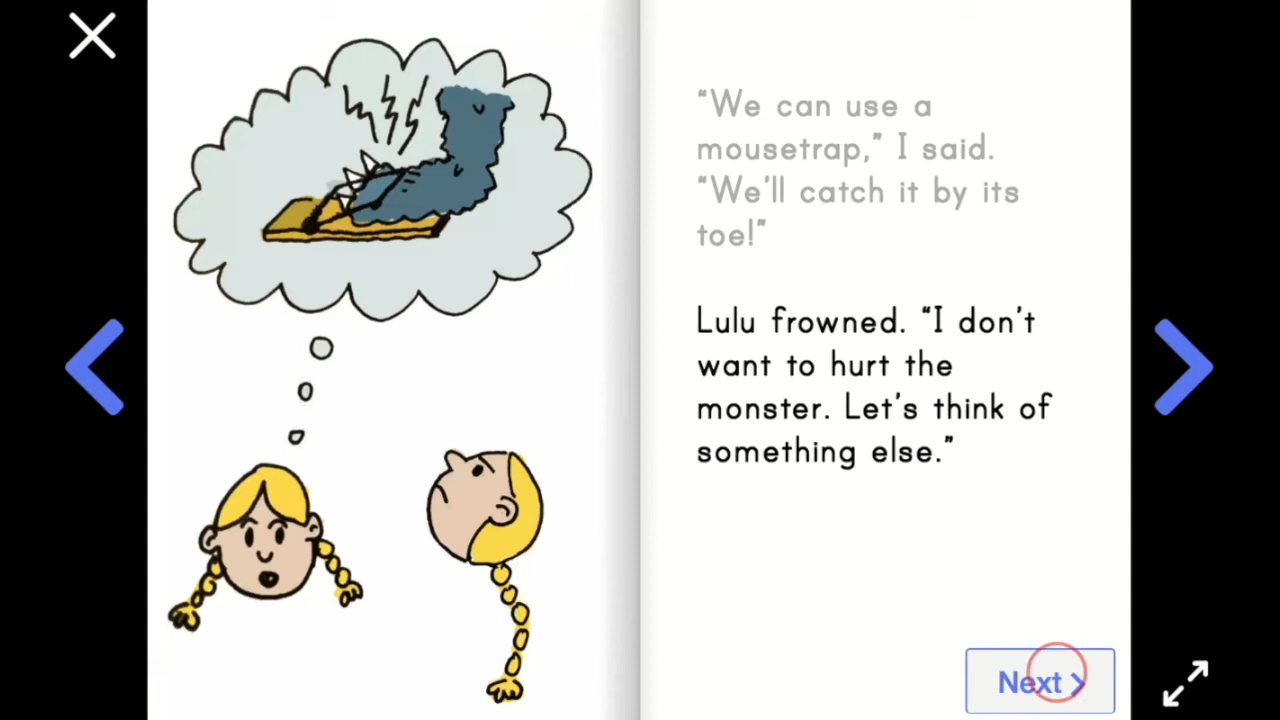 “We can use a
mousetrap,” I said.
“We’ll catch it by its
toe!”
Lulu frowned. “I don’t
want to hurt the
monster. Let’s think of
something else.”
Next